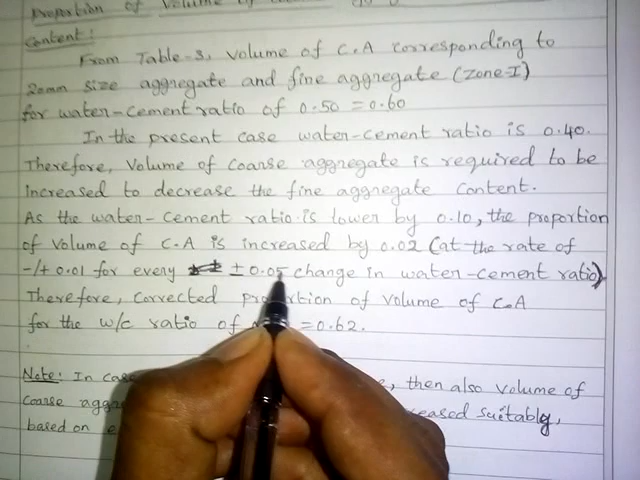 Proportion of Volume of
Content:
From Table-3, Volume of C.A corresponding to
20mm size aggregate and fine aggregate (Zone-I)
for water-cement ratio of 0.50 = 0.60
In the present case water-cement ratio is 0.40.
Therefore, Volume of coarse aggregate is required to be
increased to decrease the fine aggregate content.
As the water-cement ratio is lower by 0.10, the proportion
of Volume of C.A is increased by 0.02 (at the rate of
-/+ 0.01 for every ± 0.05 change in water-cement ratio)
Therefore, corrected proportion of Volume of C.A
for the w/c ratio of = 0.62.
Note: In case then also volume of
coarse suitably,
based on